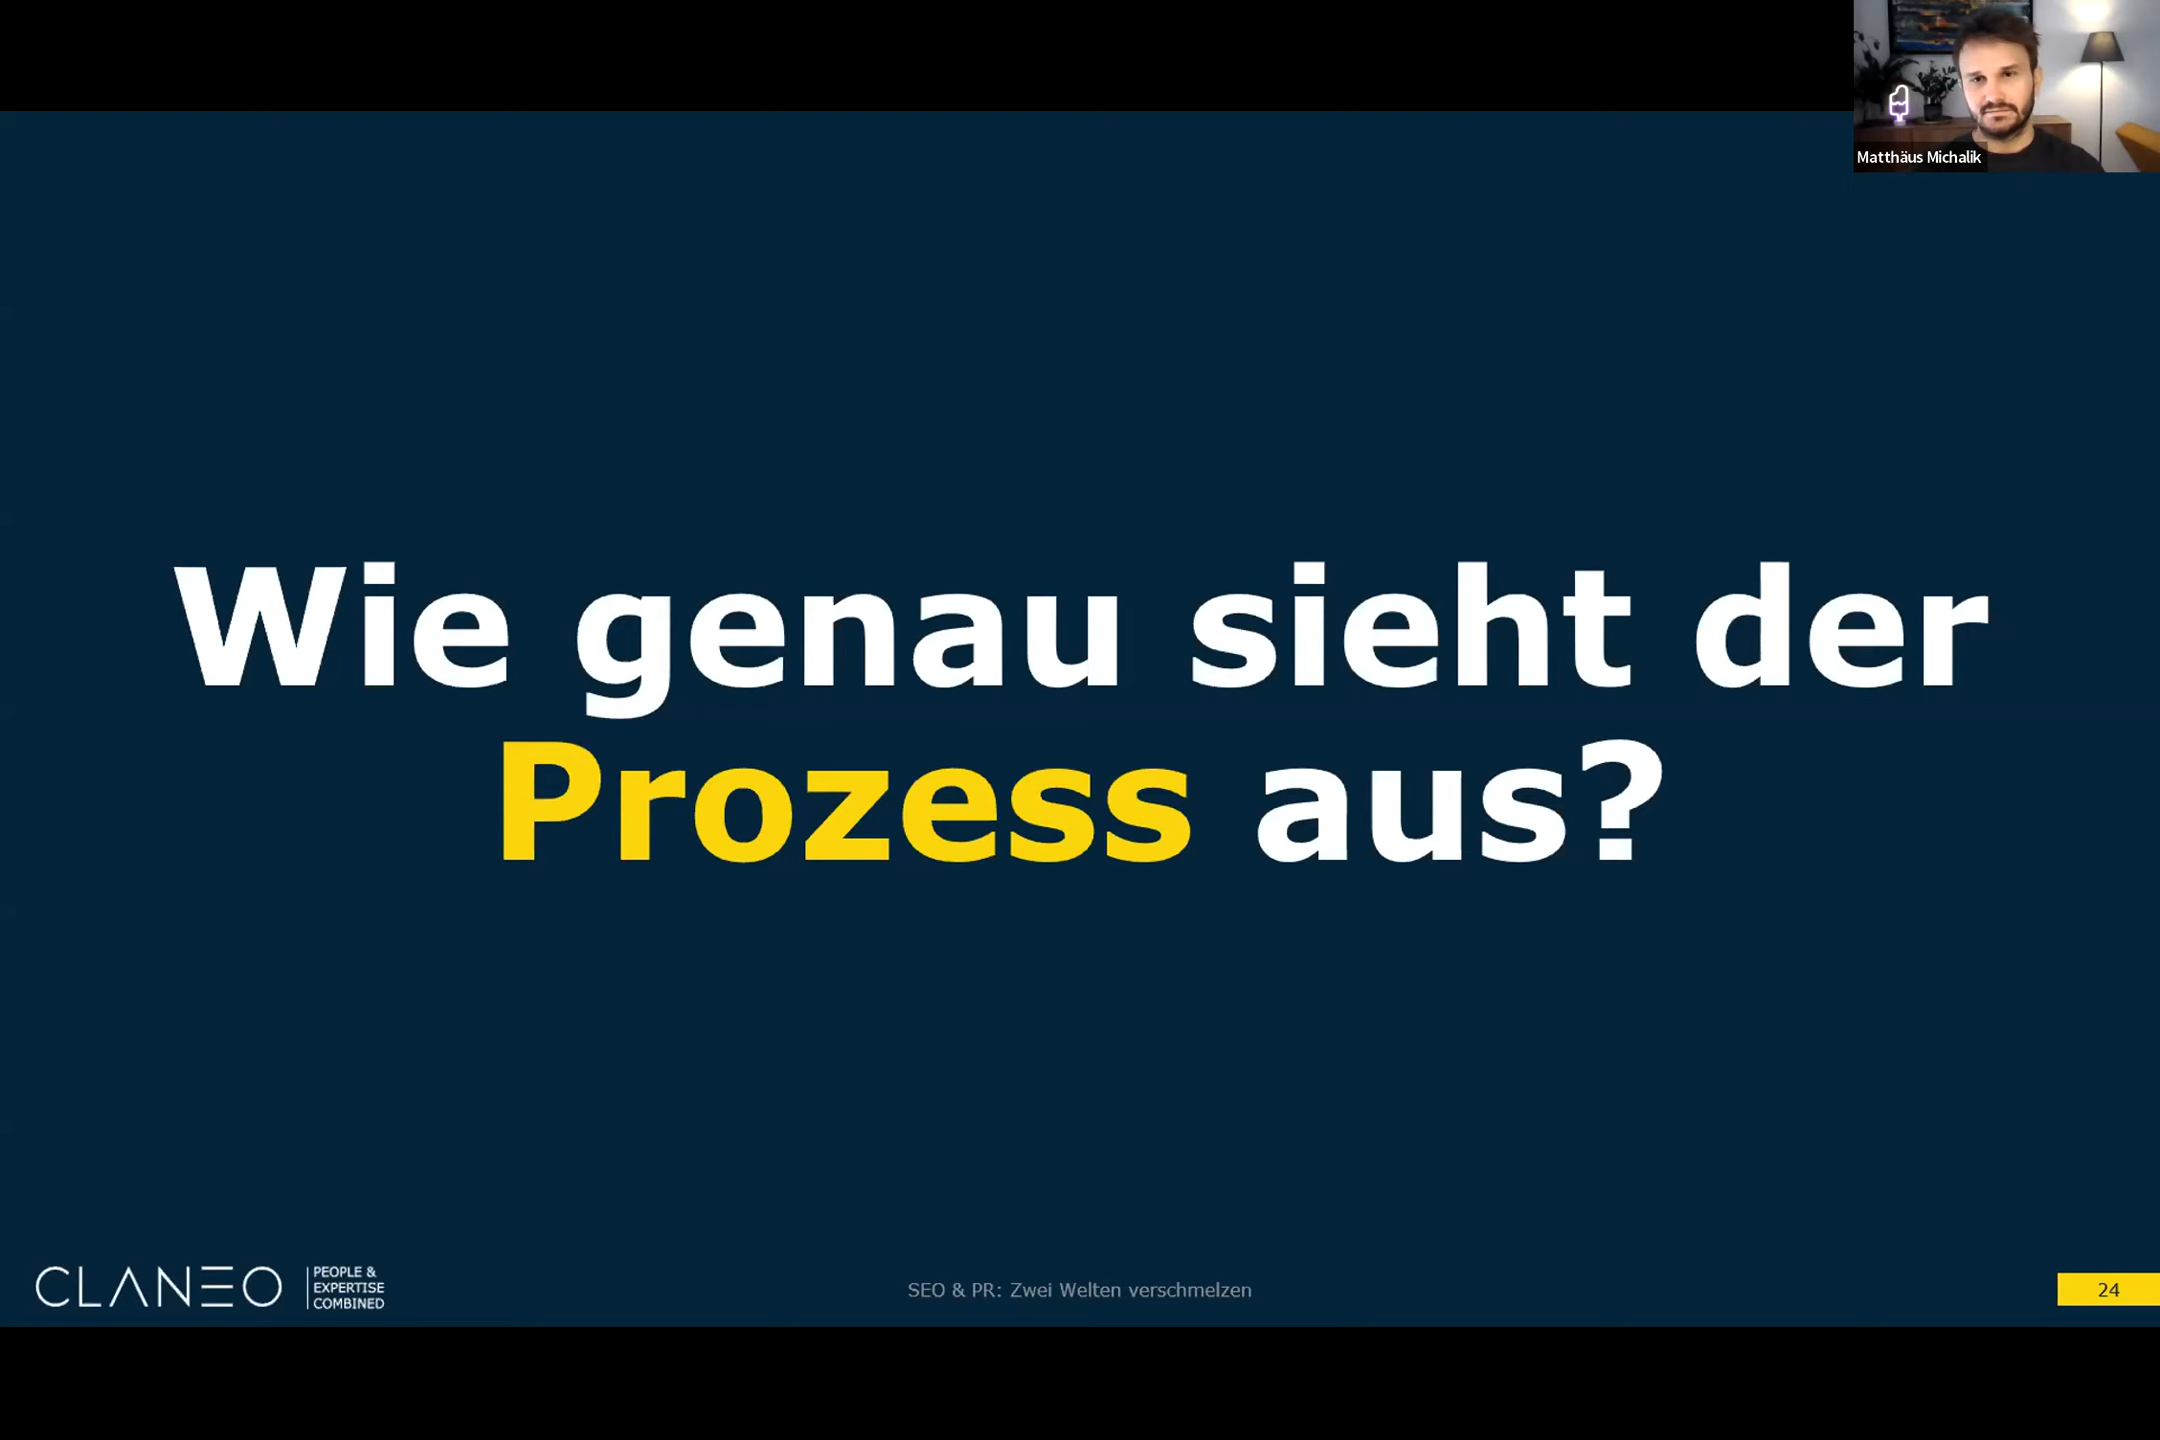 Matthäus Michalik
Wie genau sieht der
Prozess aus?
CLANEO
PEOPLE &
EXPERTISE
COMBINED
SEO & PR: Zwei Welten verschmelzen
24